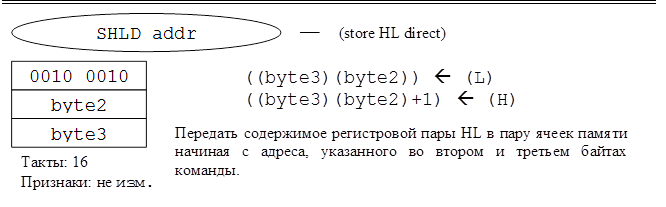 SHLD addr — (store HL direct)
0010 0010
byte2
byte3
Такты: 16
Признаки: не изм.
((byte3)(byte2)) ← (L)
((byte3)(byte2)+1) ← (H)
Передать содержимое регистровой пары HL в пару ячеек памяти
начиная с адреса, указанного во втором и третьем байтах
команды.